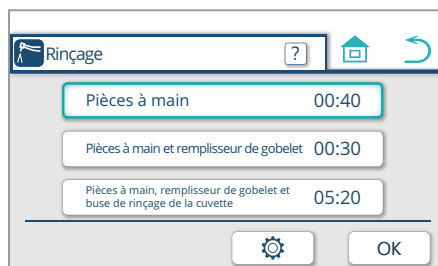 Rinçage ?
Pièces à main 00:40
Pièces à main et remplisseur de gobelet 00:30
Pièces à main, remplisseur de gobelet et
buse de rinçage de la cuvette 05:20
OK